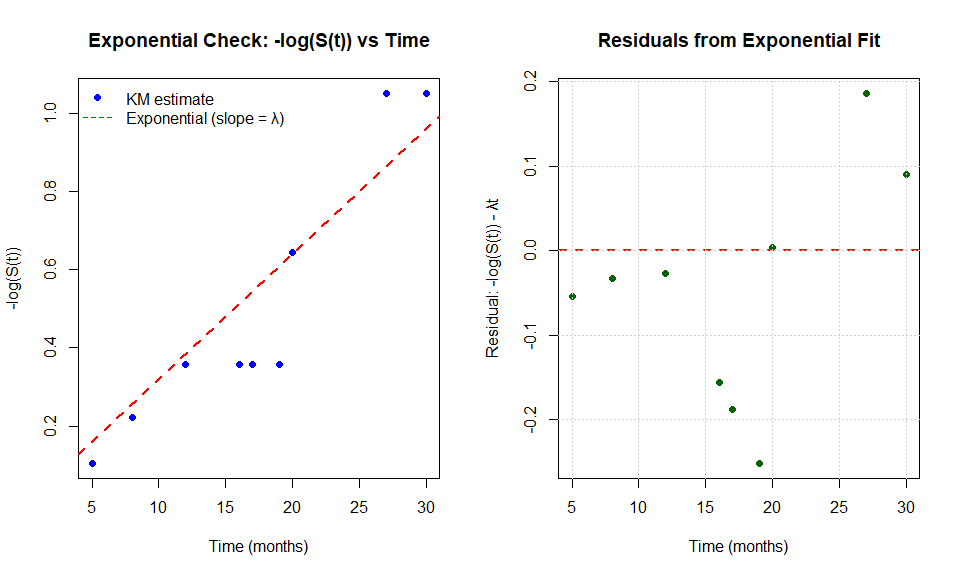 Exponential Check: -log(S(t)) vs Time
KM estimate
Exponential (slope = λ)
-log(S(t))
1.0
0.8
0.6
0.4
0.2
5 10 15 20 25 30
Time (months)
Residuals from Exponential Fit
Residual: -log(S(t)) - λt
0.2
0.1
0.0
-0.1
-0.2
5 10 15 20 25 30
Time (months)